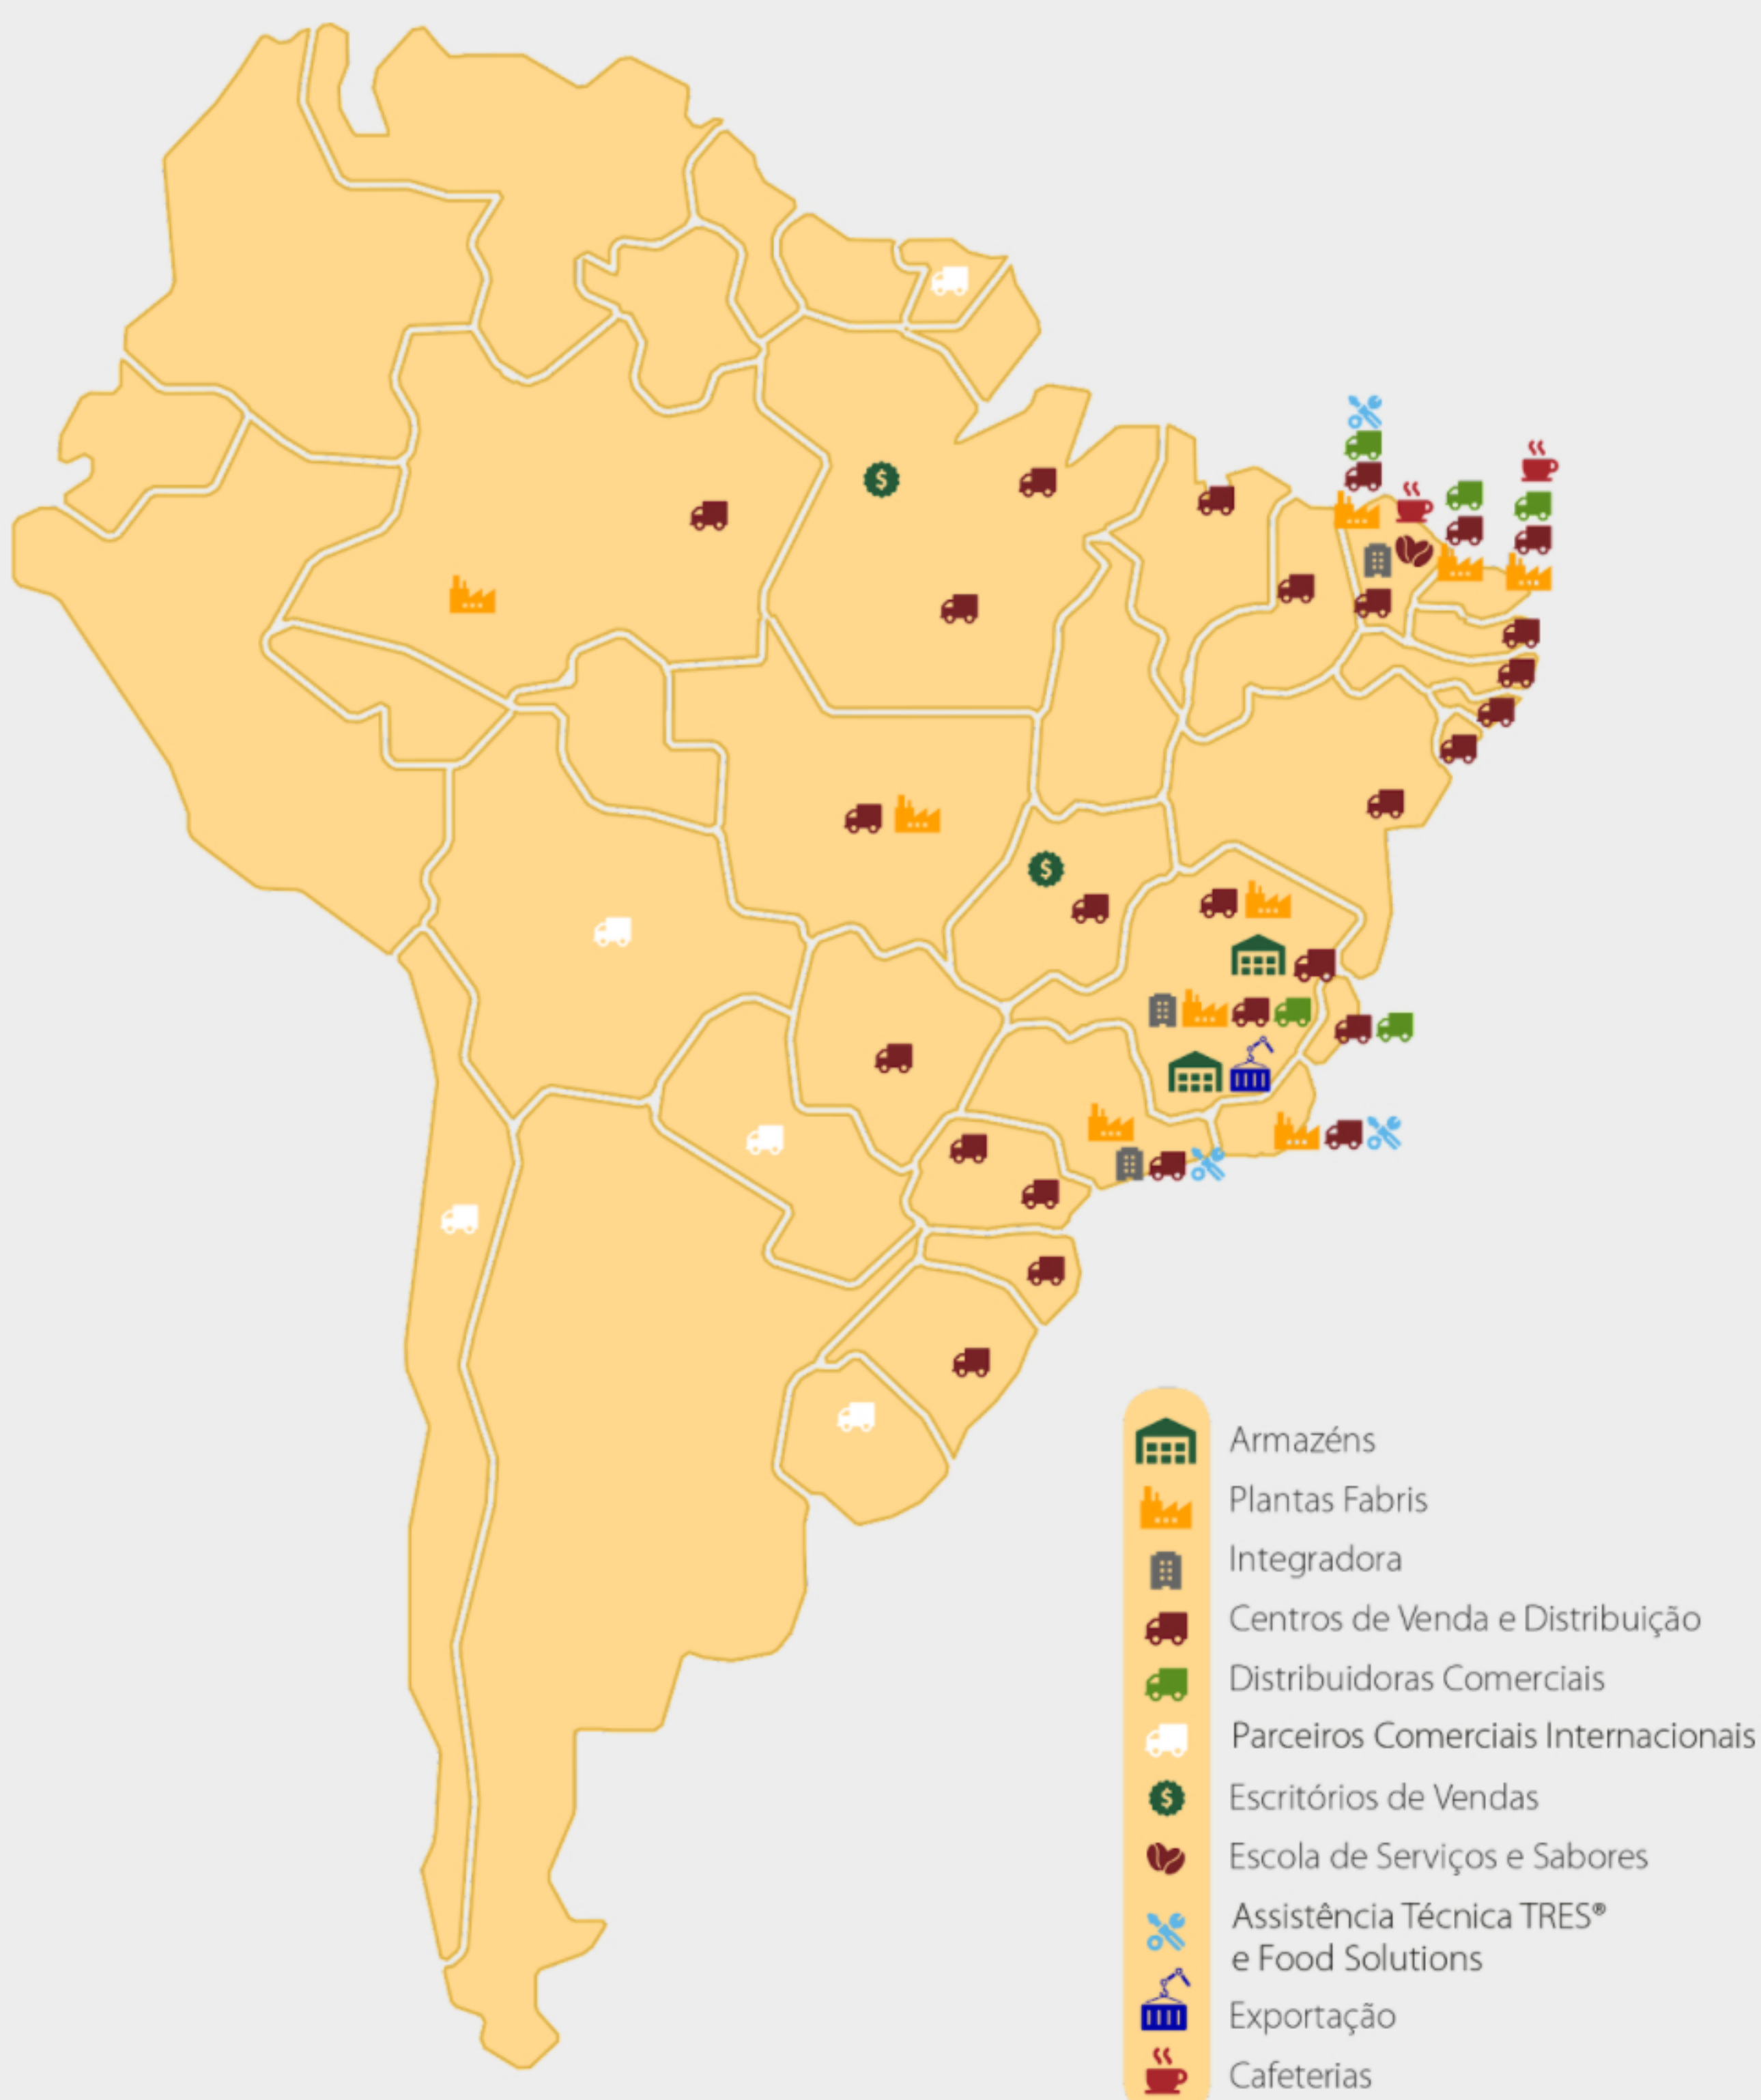 Armazéns
Plantas Fabris
Integradora
Centros de Venda e Distribuição
Distribuidoras Comerciais
Parceiros Comerciais Internacionais
Escritórios de Vendas
Escola de Serviços e Sabores
Assistência Técnica TRES®
e Food Solutions
Exportação
Cafeterias